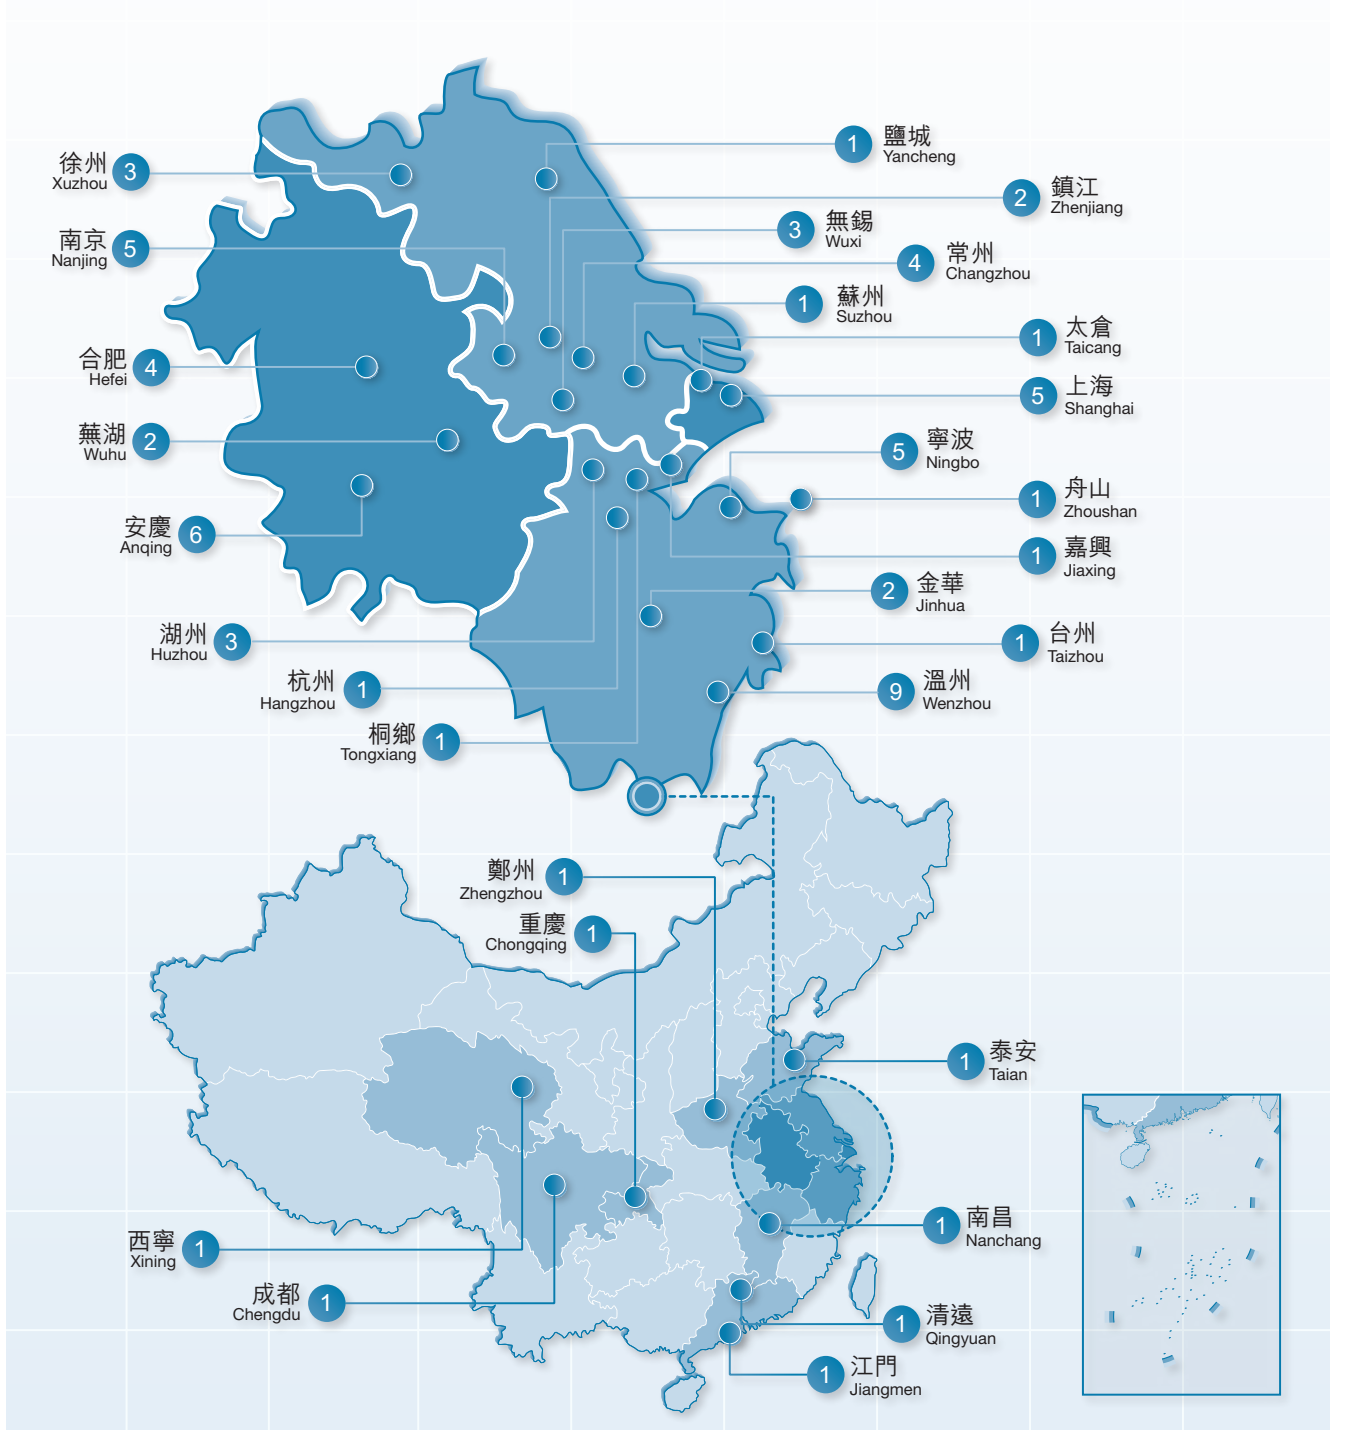 鹽城
1
Yancheng
徐州
3
Xuzhou
鎮江
2
Zhenjiang
無錫
3
Wuxi
南京
5
Nanjing
常州
4
Changzhou
蘇州
1
Suzhou
太倉
1
Taicang
合肥
4
Hefei
上海
5
Shanghai
蕪湖
2
Wuhu
寧波
5
Ningbo
舟山
1
Zhoushan
安慶
6
Anqing
嘉興
1
Jiaxing
金華
2
Jinhua
湖州
3
Huzhou
台州
1
Taizhou
杭州
1
Hangzhou
溫州
9
Wenzhou
桐鄉
1
Tongxiang
鄭州
1
Zhengzhou
重慶
1
Chongqing
泰安
1
Taian
南昌
1
Nanchang
西寧
1
Xining
成都
1
Chengdu
清遠
1
Qingyuan
江門
1
Jiangmen